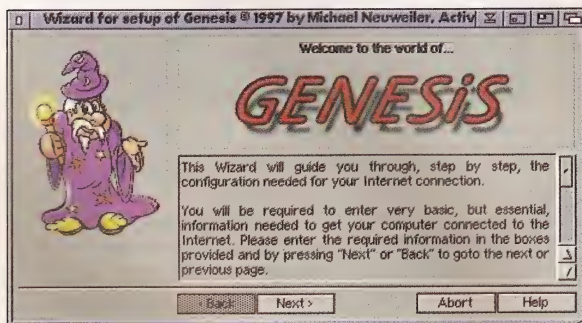 Wizard for setup of Genesis © 1997 by Michael Neuweiler, Activ
Welcome to the world of...
GENESiS
This Wizard will guide you through, step by step, the
configuration needed for your Internet connection.
You will be required to enter very basic, but essential,
information needed to get your computer connected to the
Internet. Please enter the required information in the boxes
provided and by pressing "Next" or "Back" to goto the next or
previous page.
< Back
Next >
Abort
Help